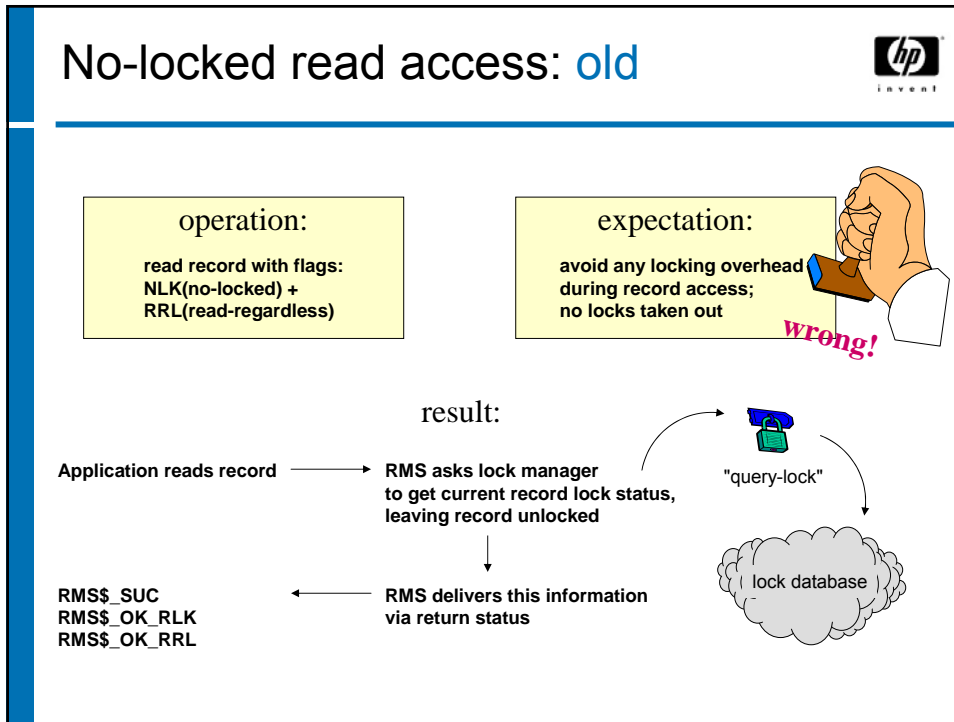 No-locked read access: old
hp
invent
operation:
read record with flags:
NLK(no-locked) +
RRL(read-regardless)
expectation:
avoid any locking overhead
during record access;
no locks taken out
wrong!
result:
Application reads record
RMS asks lock manager
to get current record lock status,
leaving record unlocked
"query-lock"
lock database
RMS$_SUC
RMS$_OK_RLK
RMS$_OK_RRL
RMS delivers this information
via return status